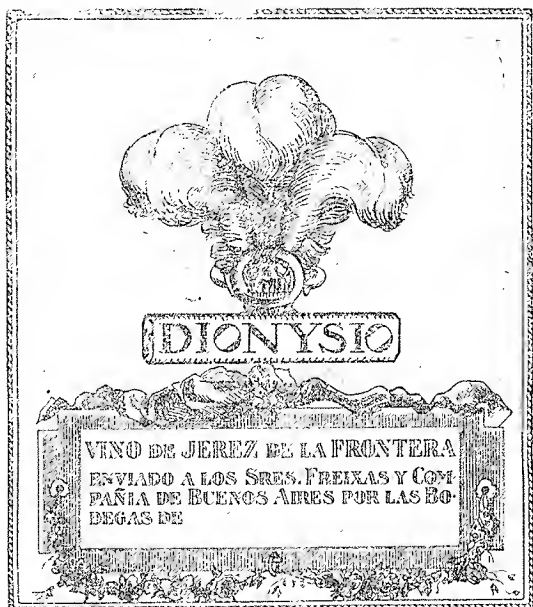 DIONYSIO
VINO DE JEREZ DE LA FRONTERA
ENVIADO A LOS SRES. FREIXAS Y COM-
PAÑIA DE BUENOS AIRES POR LAS BO-
DEGAS DE